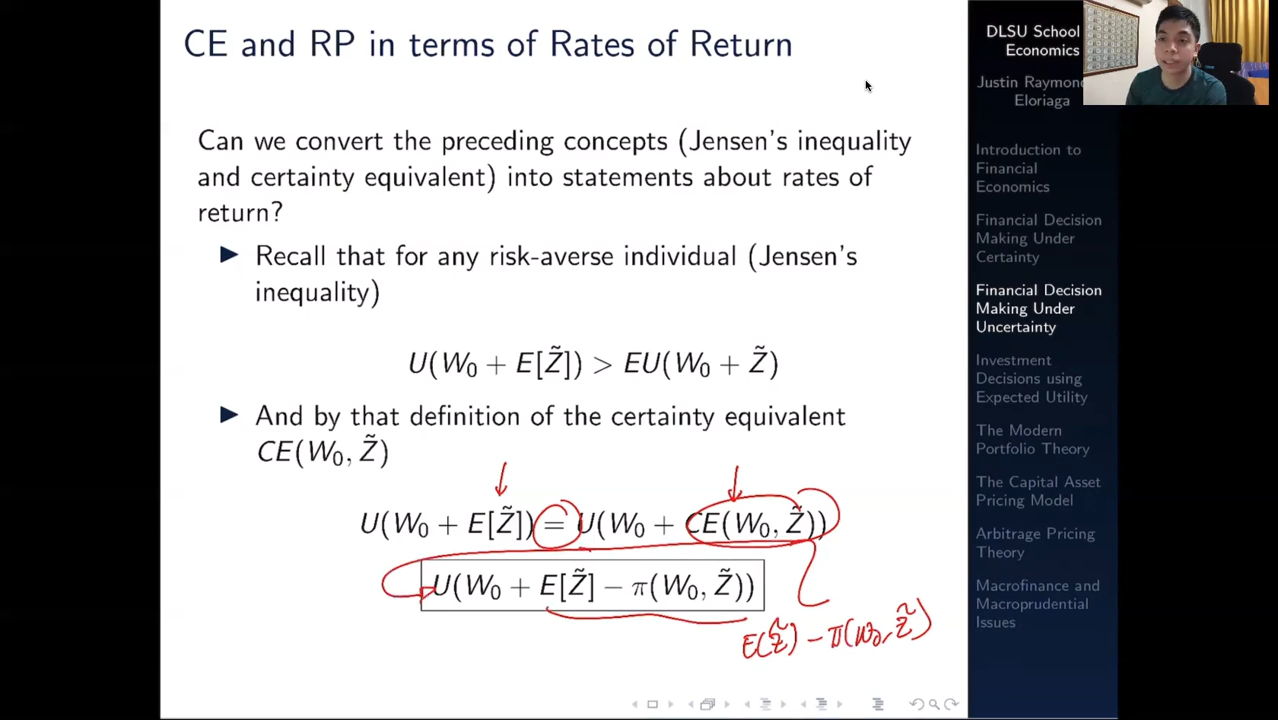 CE and RP in terms of Rates of Return
Can we convert the preceding concepts (Jensen's inequality
and certainty equivalent) into statements about rates of
return?
▶ Recall that for any risk-averse individual (Jensen's
inequality)
U(W₀ + E[Z̃]) > EU(W₀ + Z̃)
▶ And by that definition of the certainty equivalent
CE(W₀, Z̃)
U(W₀ + E[Z̃]) = U(W₀ + CE(W₀, Z̃))
U(W₀ + E[Z̃] − π(W₀, Z̃))
E(Z̃) − π(W₀, Z̃)
DLSU School
Economics
Justin Raymond
Eloriaga
Introduction to
Financial
Economics
Financial Decision
Making Under
Certainty
Financial Decision
Making Under
Uncertainty
Investment
Decisions using
Expected Utility
The Modern
Portfolio Theory
The Capital Asset
Pricing Model
Arbitrage Pricing
Theory
Macrofinance and
Macroprudential
Issues